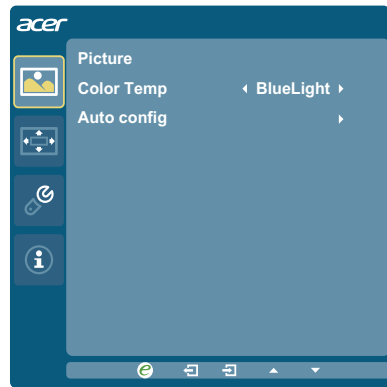 acer
Picture
Color Temp BlueLight
Auto config
i
e